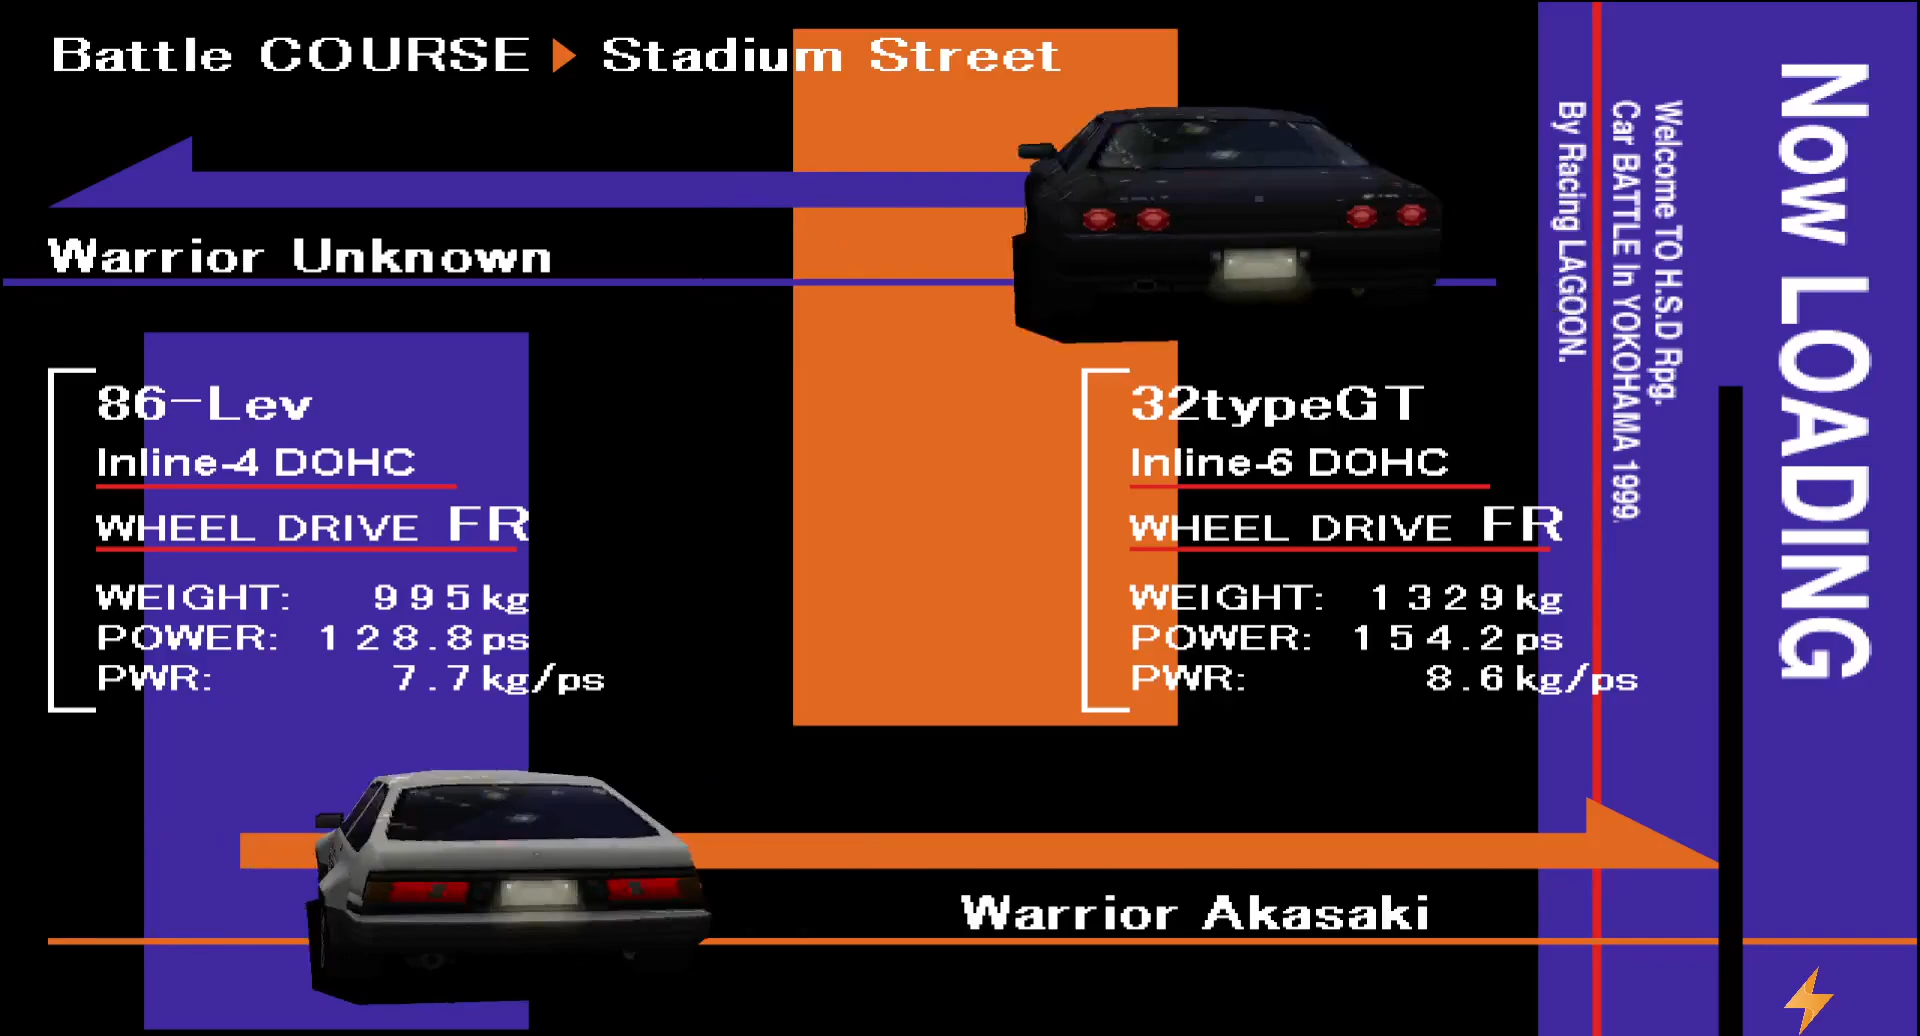 Battle COURSE ▶ Stadium Street
Warrior Unknown
86-Lev
Inline-4 DOHC
WHEEL DRIVE FR
WEIGHT: 995kg
POWER: 128.8ps
PWR: 7.7kg/ps
32typeGT
Inline-6 DOHC
WHEEL DRIVE FR
WEIGHT: 1329kg
POWER: 154.2ps
PWR: 8.6kg/ps
Warrior Akasaki
NoW LOADING
Welcome TO H.S.D Rpg.
Car BATTLE In YOKOHAMA 1999.
By Racing LAGOON.